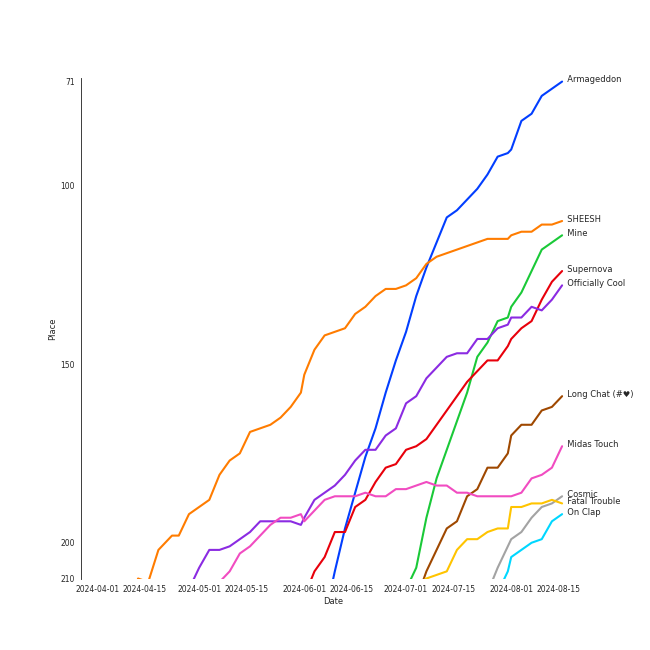 71
100
150
200
210
Place
Armageddon
SHEESH
Mine
Supernova
Officially Cool
Long Chat (#♥)
Midas Touch
Cosmic
Fatal Trouble
On Clap
2024-04-01
2024-04-15
2024-05-01
2024-05-15
2024-06-01
2024-06-15
2024-07-01
2024-07-15
2024-08-01
2024-08-15
Date